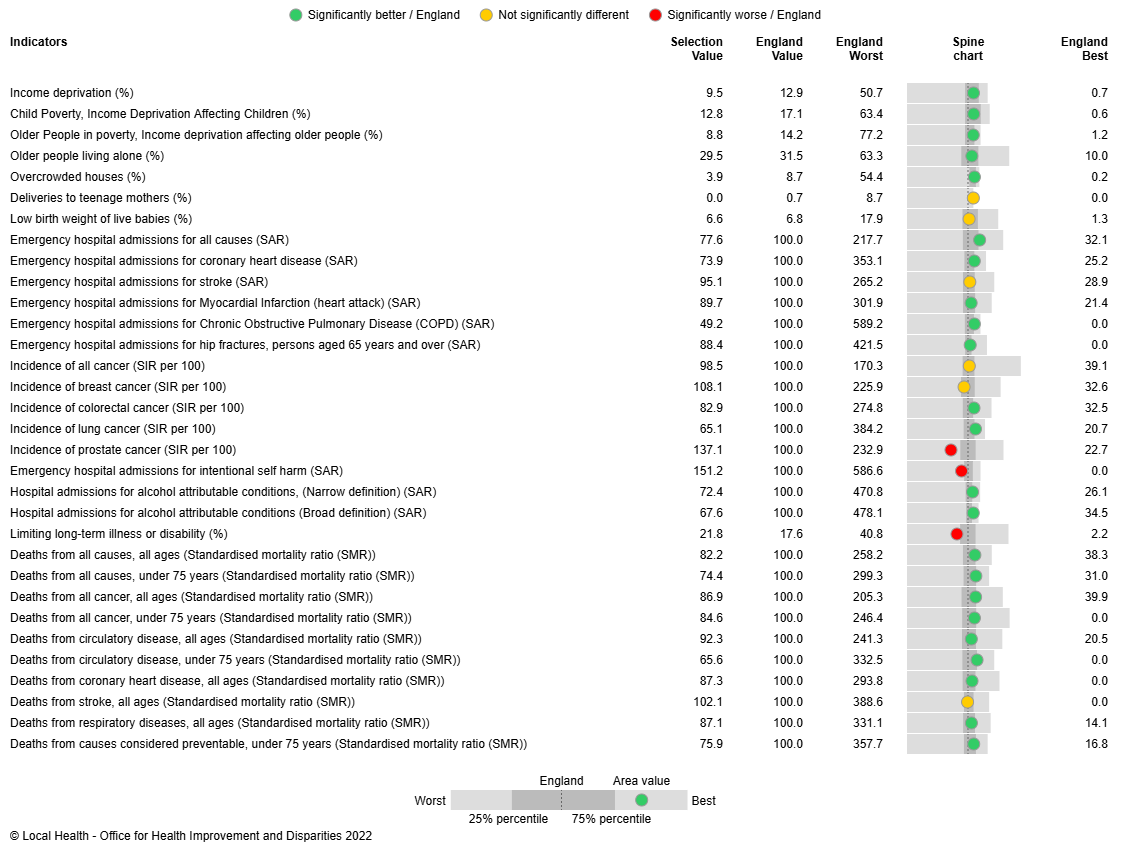 Significantly better / England Not significantly different Significantly worse / England
Indicators Selection Value England Value England Worst Spine chart England Best
Income deprivation (%) 9.5 12.9 50.7 0.7
Child Poverty, Income Deprivation Affecting Children (%) 12.8 17.1 63.4 0.6
Older People in poverty, Income deprivation affecting older people (%) 8.8 14.2 77.2 1.2
Older people living alone (%) 29.5 31.5 63.3 10.0
Overcrowded houses (%) 3.9 8.7 54.4 0.2
Deliveries to teenage mothers (%) 0.0 0.7 8.7 0.0
Low birth weight of live babies (%) 6.6 6.8 17.9 1.3
Emergency hospital admissions for all causes (SAR) 77.6 100.0 217.7 32.1
Emergency hospital admissions for coronary heart disease (SAR) 73.9 100.0 353.1 25.2
Emergency hospital admissions for stroke (SAR) 95.1 100.0 265.2 28.9
Emergency hospital admissions for Myocardial Infarction (heart attack) (SAR) 89.7 100.0 301.9 21.4
Emergency hospital admissions for Chronic Obstructive Pulmonary Disease (COPD) (SAR) 49.2 100.0 589.2 0.0
Emergency hospital admissions for hip fractures, persons aged 65 years and over (SAR) 88.4 100.0 421.5 0.0
Incidence of all cancer (SIR per 100) 98.5 100.0 170.3 39.1
Incidence of breast cancer (SIR per 100) 108.1 100.0 225.9 32.6
Incidence of colorectal cancer (SIR per 100) 82.9 100.0 274.8 32.5
Incidence of lung cancer (SIR per 100) 65.1 100.0 384.2 20.7
Incidence of prostate cancer (SIR per 100) 137.1 100.0 232.9 22.7
Emergency hospital admissions for intentional self harm (SAR) 151.2 100.0 586.6 0.0
Hospital admissions for alcohol attributable conditions, (Narrow definition) (SAR) 72.4 100.0 470.8 26.1
Hospital admissions for alcohol attributable conditions (Broad definition) (SAR) 67.6 100.0 478.1 34.5
Limiting long-term illness or disability (%) 21.8 17.6 40.8 2.2
Deaths from all causes, all ages (Standardised mortality ratio (SMR)) 82.2 100.0 258.2 38.3
Deaths from all causes, under 75 years (Standardised mortality ratio (SMR)) 74.4 100.0 299.3 31.0
Deaths from all cancer, all ages (Standardised mortality ratio (SMR)) 86.9 100.0 205.3 39.9
Deaths from all cancer, under 75 years (Standardised mortality ratio (SMR)) 84.6 100.0 246.4 0.0
Deaths from circulatory disease, all ages (Standardised mortality ratio (SMR)) 92.3 100.0 241.3 20.5
Deaths from circulatory disease, under 75 years (Standardised mortality ratio (SMR)) 65.6 100.0 332.5 0.0
Deaths from coronary heart disease, all ages (Standardised mortality ratio (SMR)) 87.3 100.0 293.8 0.0
Deaths from stroke, all ages (Standardised mortality ratio (SMR)) 102.1 100.0 388.6 0.0
Deaths from respiratory diseases, all ages (Standardised mortality ratio (SMR)) 87.1 100.0 331.1 14.1
Deaths from causes considered preventable, under 75 years (Standardised mortality ratio (SMR)) 75.9 100.0 357.7 16.8
England Area value
Worst Best
25% percentile 75% percentile
© Local Health - Office for Health Improvement and Disparities 2022